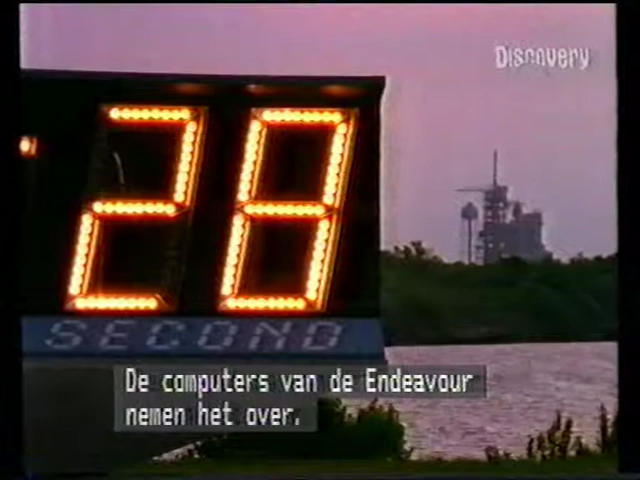 Discovery
28
SECOND
De computers van de Endeavour
nemen het over.